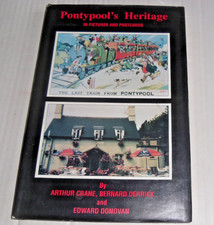 Pontypool's Heritage
IN PICTURES AND POSTCARDS
THE LAST TRAIN FROM PONTYPOOL
By
ARTHUR CRANE, BERNARD DERRICK
and
EDWARD DONOVAN